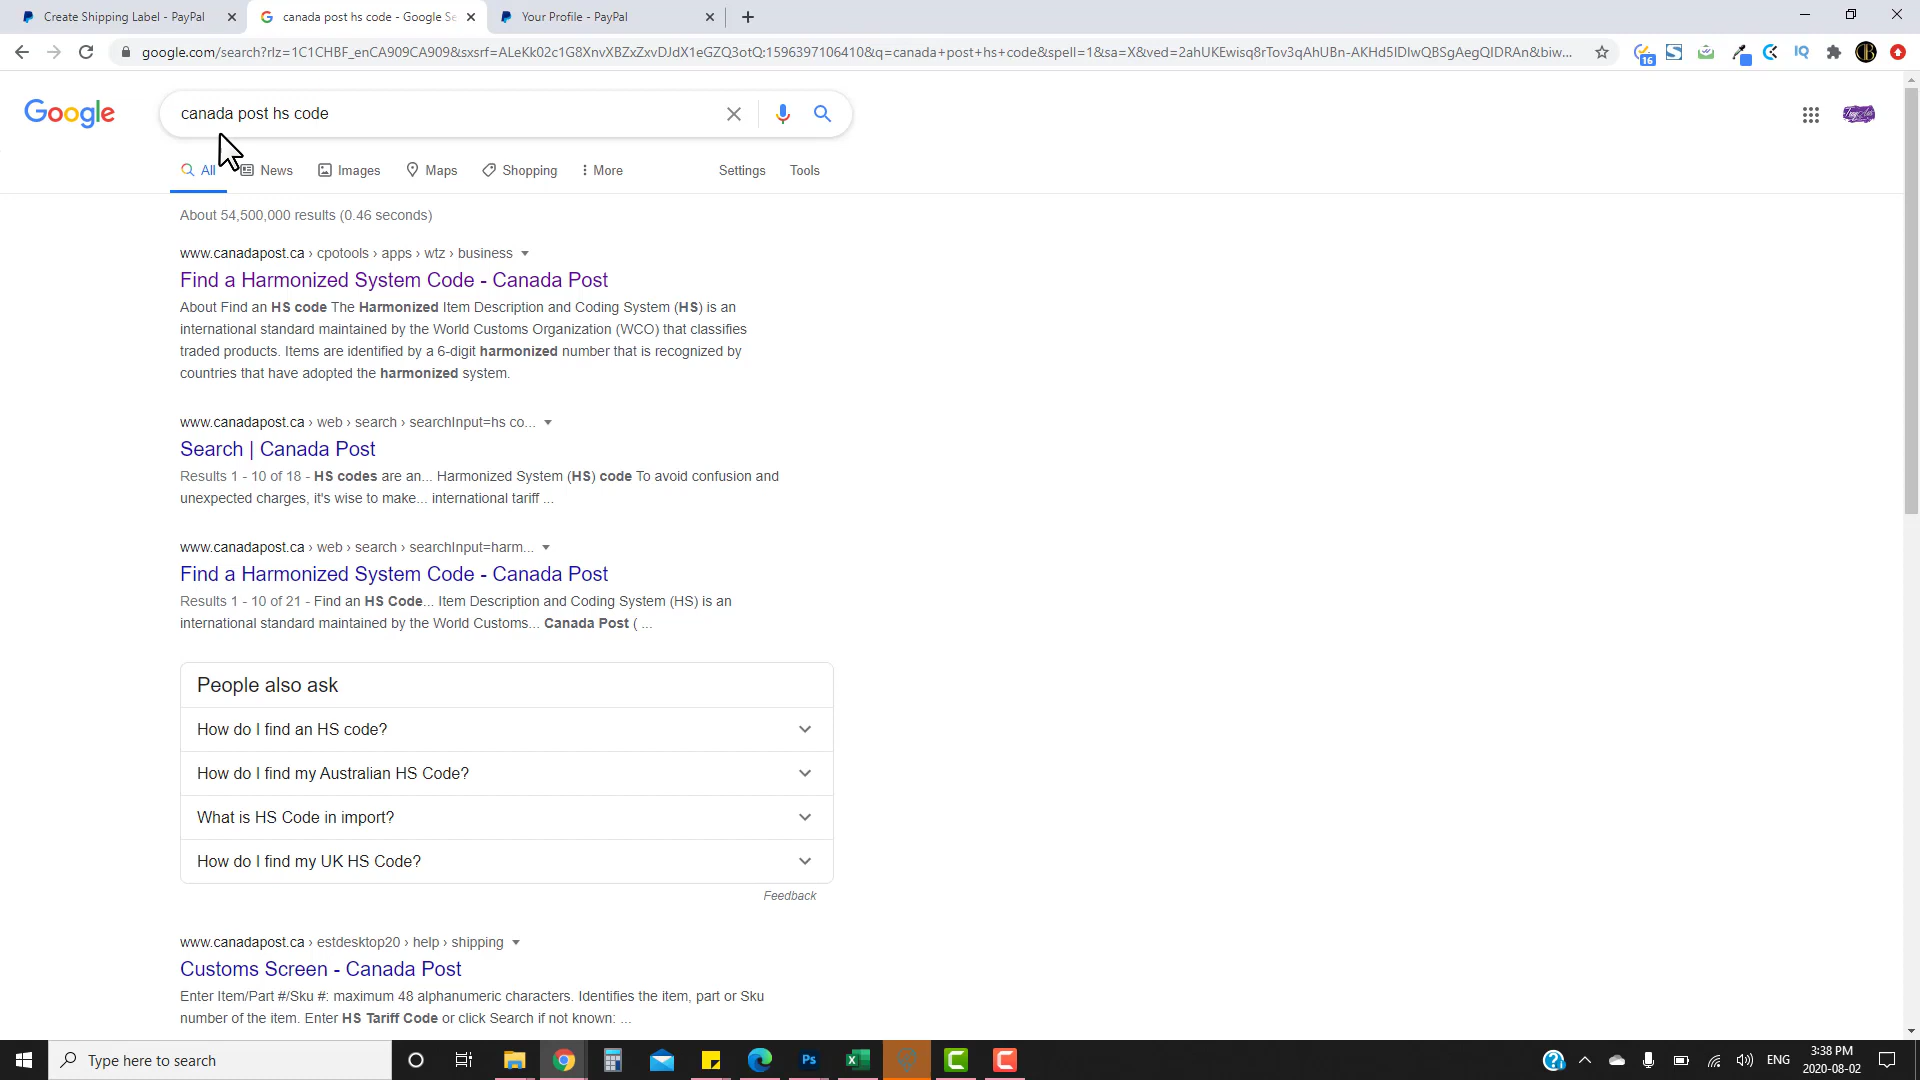 Create Shipping Label - PayPal
canada post hs code - Google Se
Your Profile - PayPal
google.com/search?rlz=1C1CHBF_enCA909CA909&sxsrf=ALeKk02c1G8XnvXBZxZxvDJdX1eGZQ3otQ:1596397106410&q=canada+post+hs+code&spell=1&sa=X&ved=2ahUKEwisq8rTov3qAhUBn-AKHd5IDlwQBSgAegQIDRAn&biw...
16
IQ
Google
canada post hs code
All News Images Maps Shopping More Settings Tools
About 54,500,000 results (0.46 seconds)
www.canadapost.ca › cpotools › apps › wtz › business
Find a Harmonized System Code - Canada Post
About Find an HS code The Harmonized Item Description and Coding System (HS) is an
international standard maintained by the World Customs Organization (WCO) that classifies
traded products. Items are identified by a 6-digit harmonized number that is recognized by
countries that have adopted the harmonized system.
www.canadapost.ca › web › search › searchInput=hs co...
Search | Canada Post
Results 1 - 10 of 18 - HS codes are an... Harmonized System (HS) code To avoid confusion and
unexpected charges, it's wise to make... international tariff ...
www.canadapost.ca › web › search › searchInput=harm...
Find a Harmonized System Code - Canada Post
Results 1 - 10 of 21 - Find an HS Code... Item Description and Coding System (HS) is an
international standard maintained by the World Customs... Canada Post ( ...
People also ask
How do I find an HS code?
How do I find my Australian HS Code?
What is HS Code in import?
How do I find my UK HS Code?
Feedback
www.canadapost.ca › estdesktop20 › help › shipping
Customs Screen - Canada Post
Enter Item/Part #/Sku #: maximum 48 alphanumeric characters. Identifies the item, part or Sku
number of the item. Enter HS Tariff Code or click Search if not known: ...
Type here to search
Ps
ENG
3:38 PM
2020-08-02